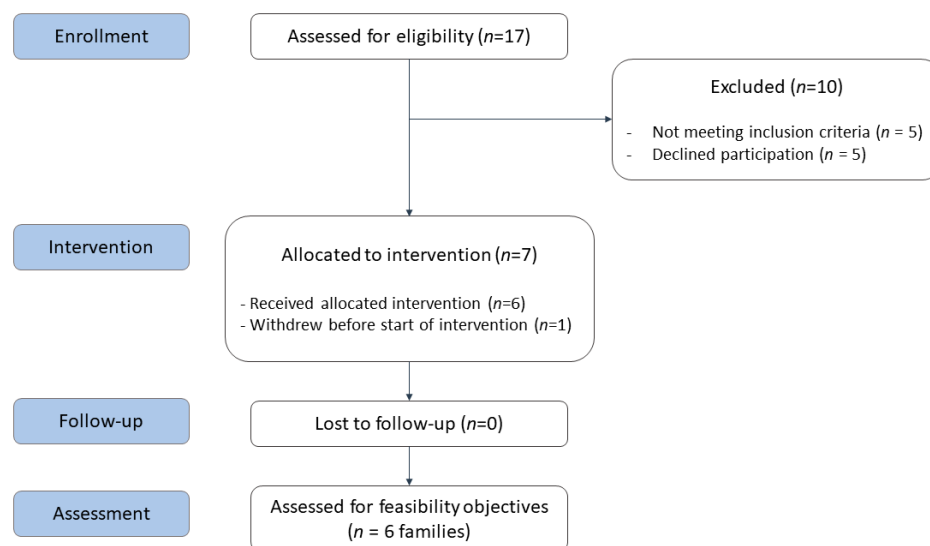 Enrollment
Assessed for eligibility (n=17)
Excluded (n=10)
- Not meeting inclusion criteria (n = 5)
- Declined participation (n = 5)
Intervention
Allocated to intervention (n=7)
- Received allocated intervention (n=6)
- Withdrew before start of intervention (n=1)
Follow-up
Lost to follow-up (n=0)
Assessment
Assessed for feasibility objectives
(n = 6 families)